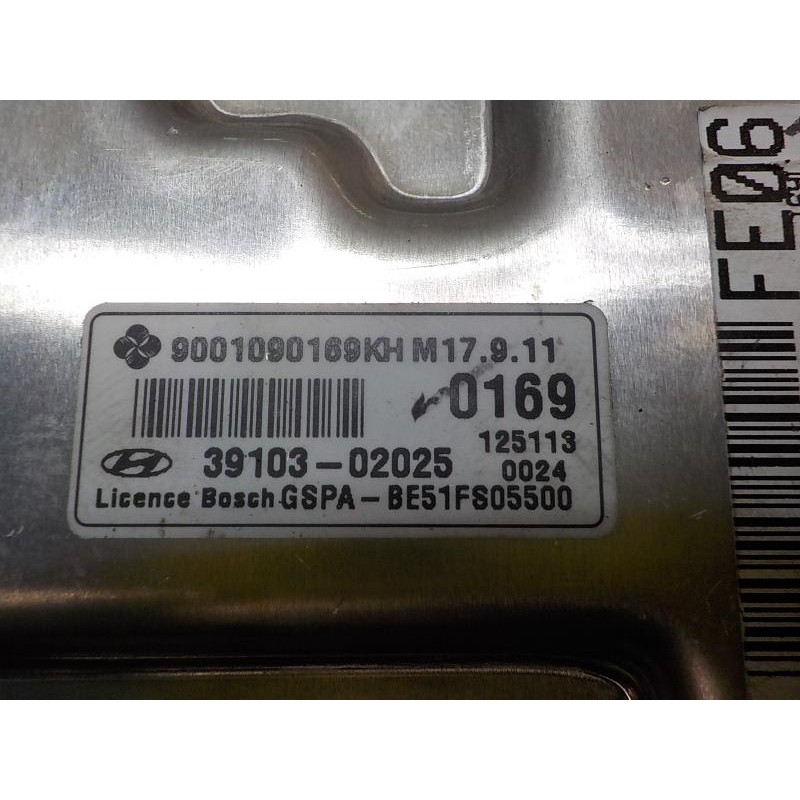 9001090169KH M17.9.11
0169
125113
39103-02025 0024
Licence Bosch GSPA-BE51FS05500
FE06